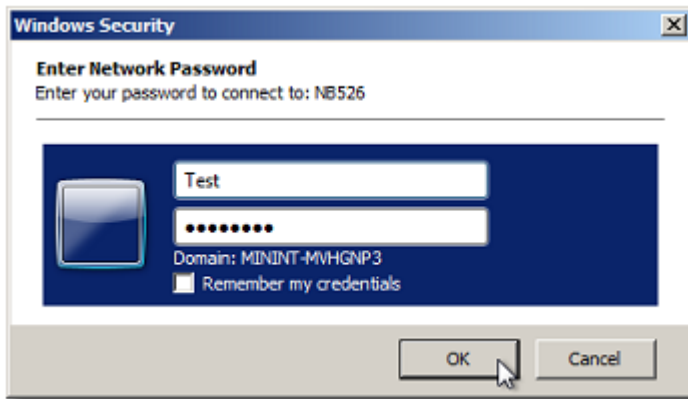 Windows Security
Enter Network Password
Enter your password to connect to: NB526
Test
••••••••
Domain: MININT-MVHGNP3
Remember my credentials
OK
Cancel